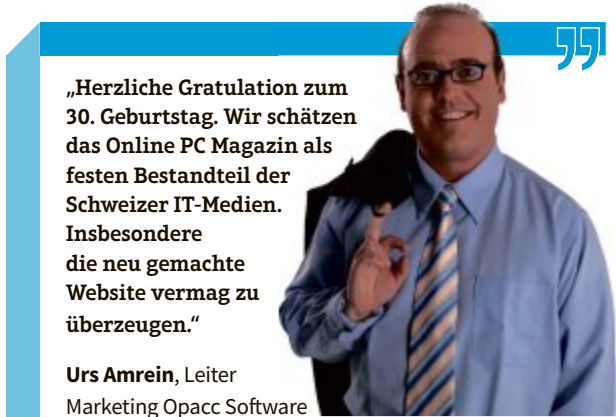 „Herzliche Gratulation zum
30. Geburtstag. Wir schätzen
das Online PC Magazin als
festen Bestandteil der
Schweizer IT-Medien.
Insbesondere
die neu gemachte
Website vermag zu
überzeugen.“
Urs Amrein, Leiter
Marketing Opacc Software